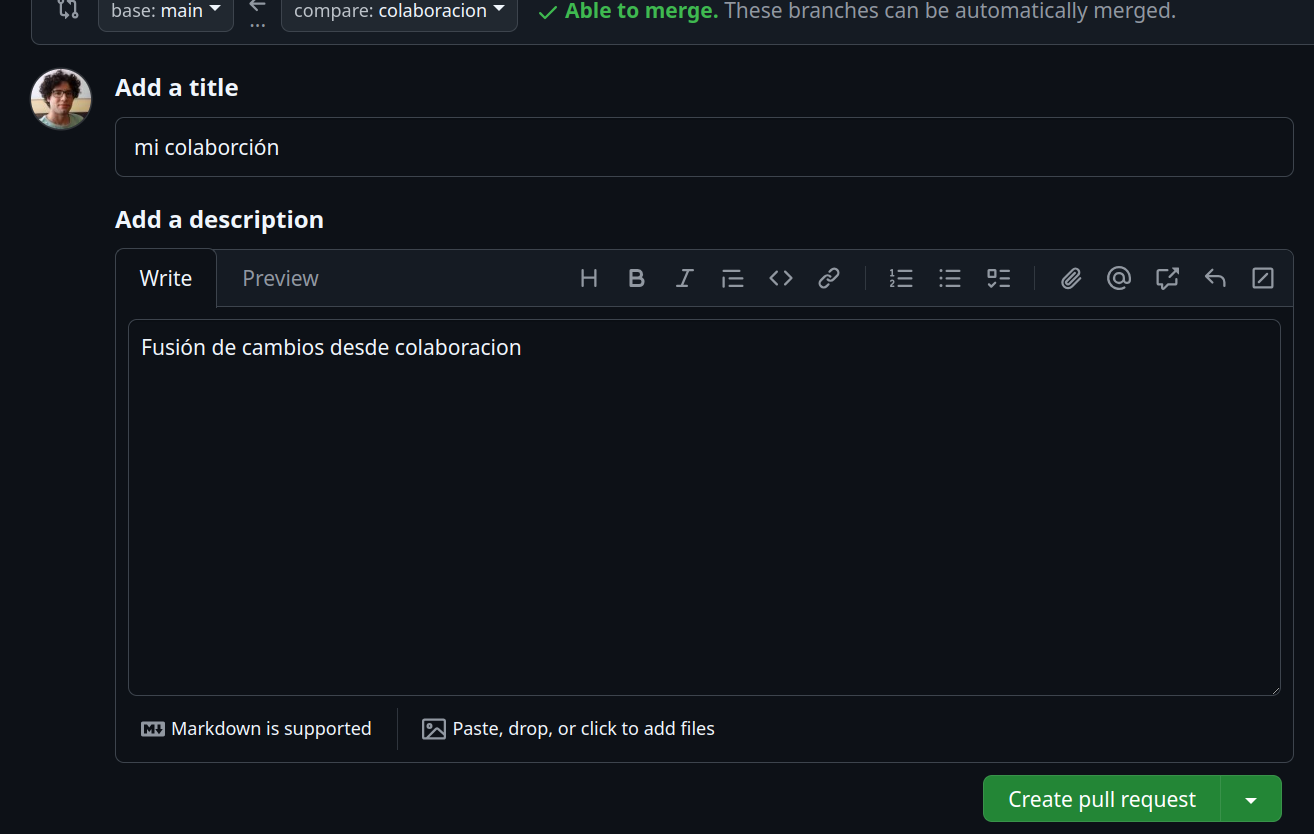 base: main compare: colaboracion Able to merge. These branches can be automatically merged.
Add a title
mi colaborción
Add a description
Write Preview
Fusión de cambios desde colaboracion
Markdown is supported Paste, drop, or click to add files
Create pull request